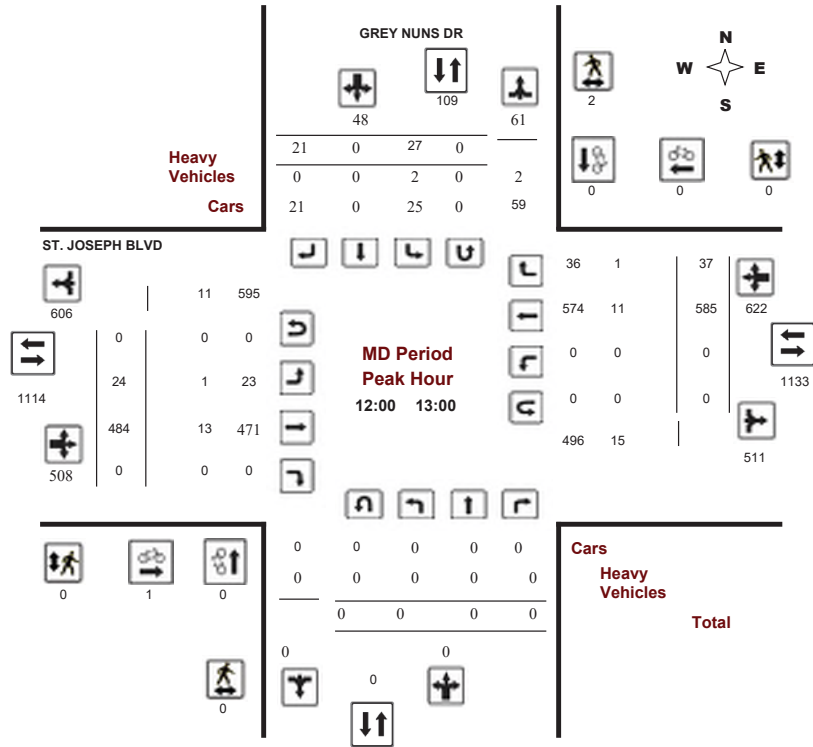 GREY NUNS DR
N
W E
S
109
2
48 61
21 0 27 0
Heavy
Vehicles
0 0 2 0 2
0 0 0
Cars
21 0 25 0 59
ST. JOSEPH BLVD
606
11 595
36 1 37
622
574 11 585
0 0 0
0 0 0
1114
24 1 23
MD Period
Peak Hour
12:00 13:00
0 0 0
1133
484 13 471
496 15
511
508
0 0 0
0 0 0 0 0
Cars
0 0 0 0 0
Heavy
Vehicles
0 1 0
0 0 0 0
Total
0 0
0
0